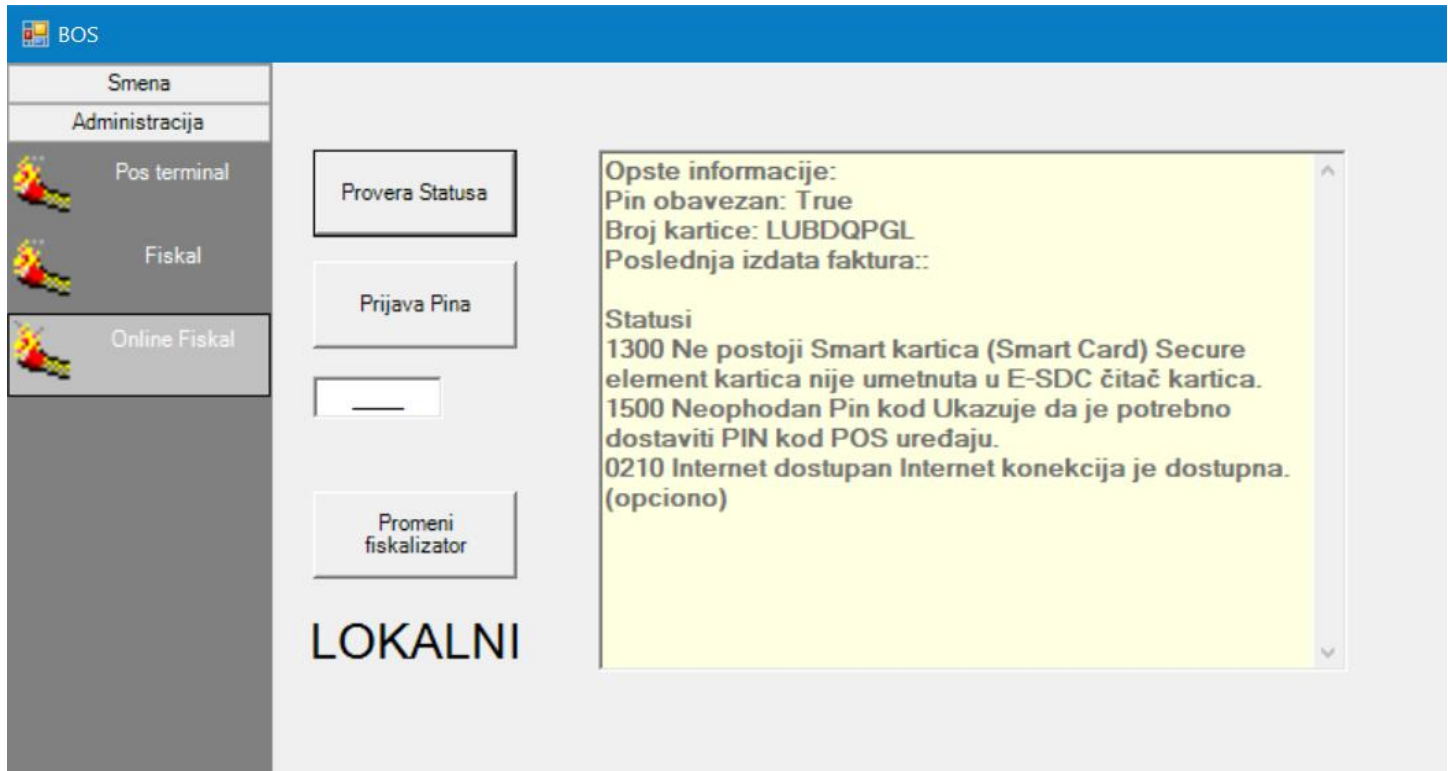 BOS
Smena
Administracija
Pos terminal
Fiskal
Online Fiskal
Provera Statusa
Prijava Pina
Promeni
fiskalizator
LOKALNI
Opste informacije:
Pin obavezan: True
Broj kartice: LUBDQPGL
Poslednja izdata faktura::
Statusi
1300 Ne postoji Smart kartica (Smart Card) Secure
element kartica nije umetnuta u E-SDC čitač kartica.
1500 Neophodan Pin kod Ukazuje da je potrebno
dostaviti PIN kod POS uređaju.
0210 Internet dostupan Internet konekcija je dostupna.
(opciono)